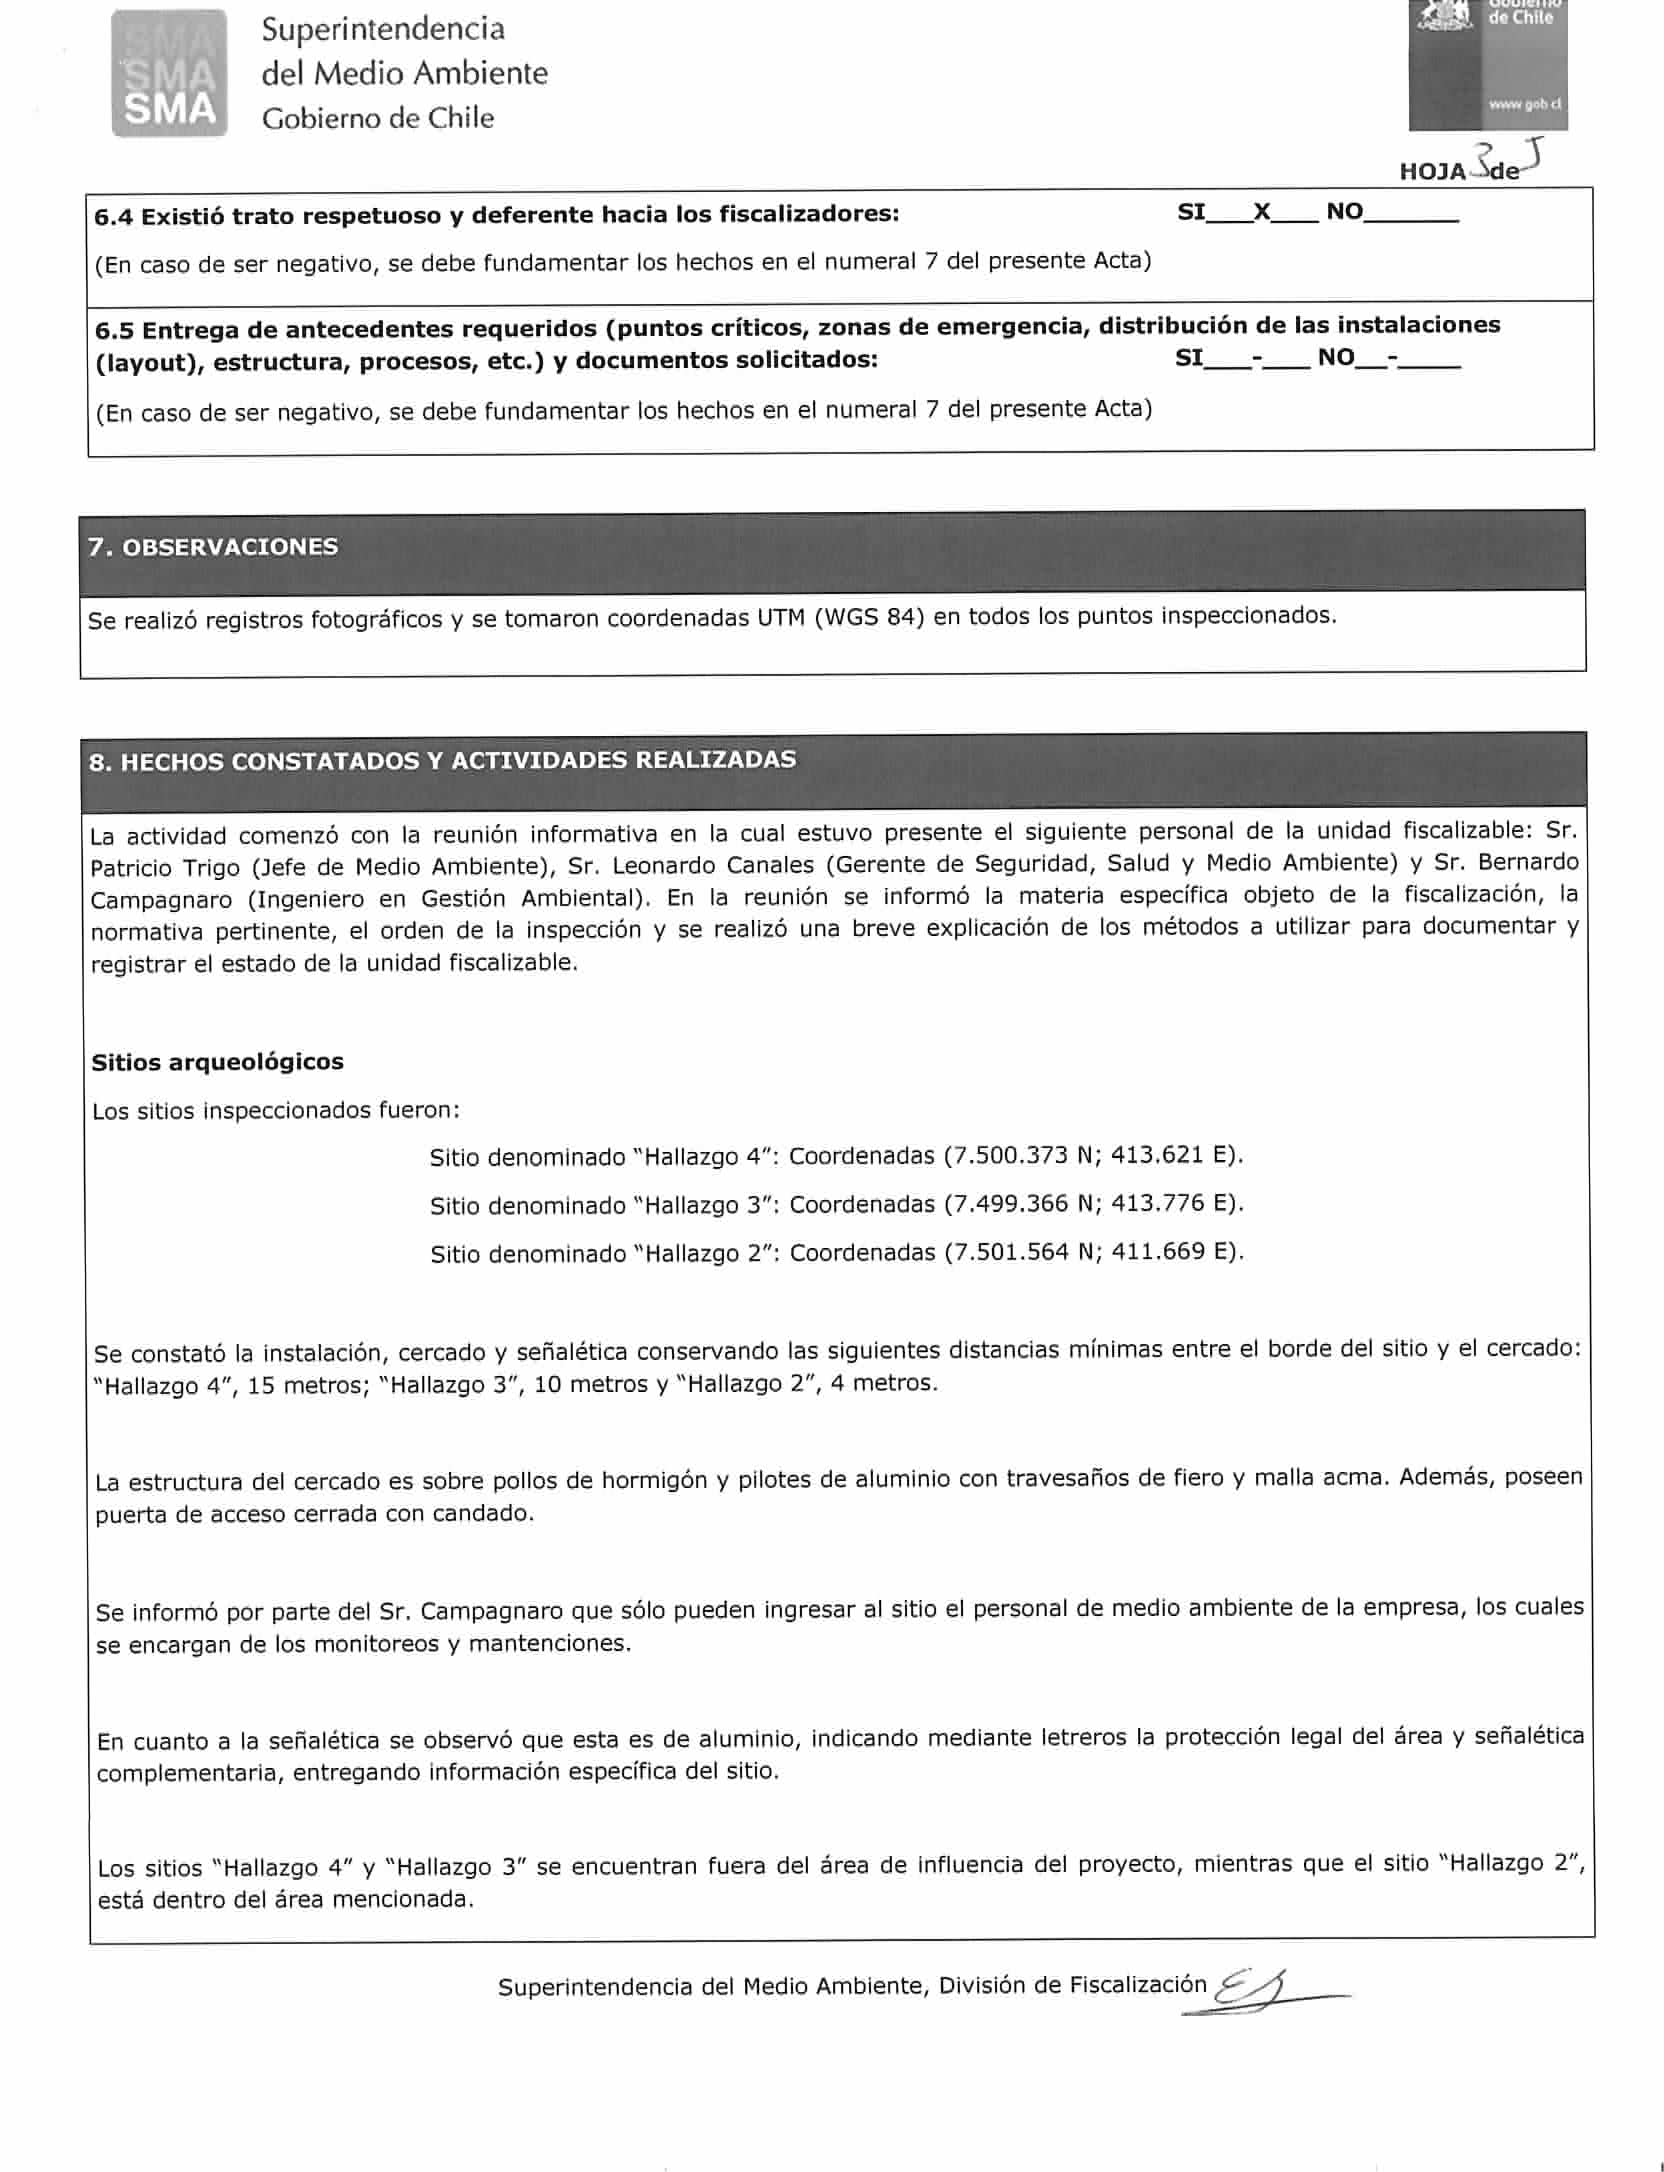 SMA
SMA
SMA
Superintendencia
del Medio Ambiente
Gobierno de Chile
Gobierno
de Chile
www.gob.cl
HOJA 3 de 5
6.4 Existió trato respetuoso y deferente hacia los fiscalizadores: SI___X___ NO______
(En caso de ser negativo, se debe fundamentar los hechos en el numeral 7 del presente Acta)
6.5 Entrega de antecedentes requeridos (puntos críticos, zonas de emergencia, distribución de las instalaciones
(layout), estructura, procesos, etc.) y documentos solicitados: SI___-___ NO__-____
(En caso de ser negativo, se debe fundamentar los hechos en el numeral 7 del presente Acta)
7. OBSERVACIONES
Se realizó registros fotográficos y se tomaron coordenadas UTM (WGS 84) en todos los puntos inspeccionados.
8. HECHOS CONSTATADOS Y ACTIVIDADES REALIZADAS
La actividad comenzó con la reunión informativa en la cual estuvo presente el siguiente personal de la unidad fiscalizable: Sr.
Patricio Trigo (Jefe de Medio Ambiente), Sr. Leonardo Canales (Gerente de Seguridad, Salud y Medio Ambiente) y Sr. Bernardo
Campagnaro (Ingeniero en Gestión Ambiental). En la reunión se informó la materia específica objeto de la fiscalización, la
normativa pertinente, el orden de la inspección y se realizó una breve explicación de los métodos a utilizar para documentar y
registrar el estado de la unidad fiscalizable.
Sitios arqueológicos
Los sitios inspeccionados fueron:
Sitio denominado "Hallazgo 4": Coordenadas (7.500.373 N; 413.621 E).
Sitio denominado "Hallazgo 3": Coordenadas (7.499.366 N; 413.776 E).
Sitio denominado "Hallazgo 2": Coordenadas (7.501.564 N; 411.669 E).
Se constató la instalación, cercado y señalética conservando las siguientes distancias mínimas entre el borde del sitio y el cercado:
"Hallazgo 4", 15 metros; "Hallazgo 3", 10 metros y "Hallazgo 2", 4 metros.
La estructura del cercado es sobre pollos de hormigón y pilotes de aluminio con travesaños de fiero y malla acma. Además, poseen
puerta de acceso cerrada con candado.
Se informó por parte del Sr. Campagnaro que sólo pueden ingresar al sitio el personal de medio ambiente de la empresa, los cuales
se encargan de los monitoreos y mantenciones.
En cuanto a la señalética se observó que esta es de aluminio, indicando mediante letreros la protección legal del área y señalética
complementaria, entregando información específica del sitio.
Los sitios "Hallazgo 4" y "Hallazgo 3" se encuentran fuera del área de influencia del proyecto, mientras que el sitio "Hallazgo 2",
está dentro del área mencionada.
Superintendencia del Medio Ambiente, División de Fiscalización